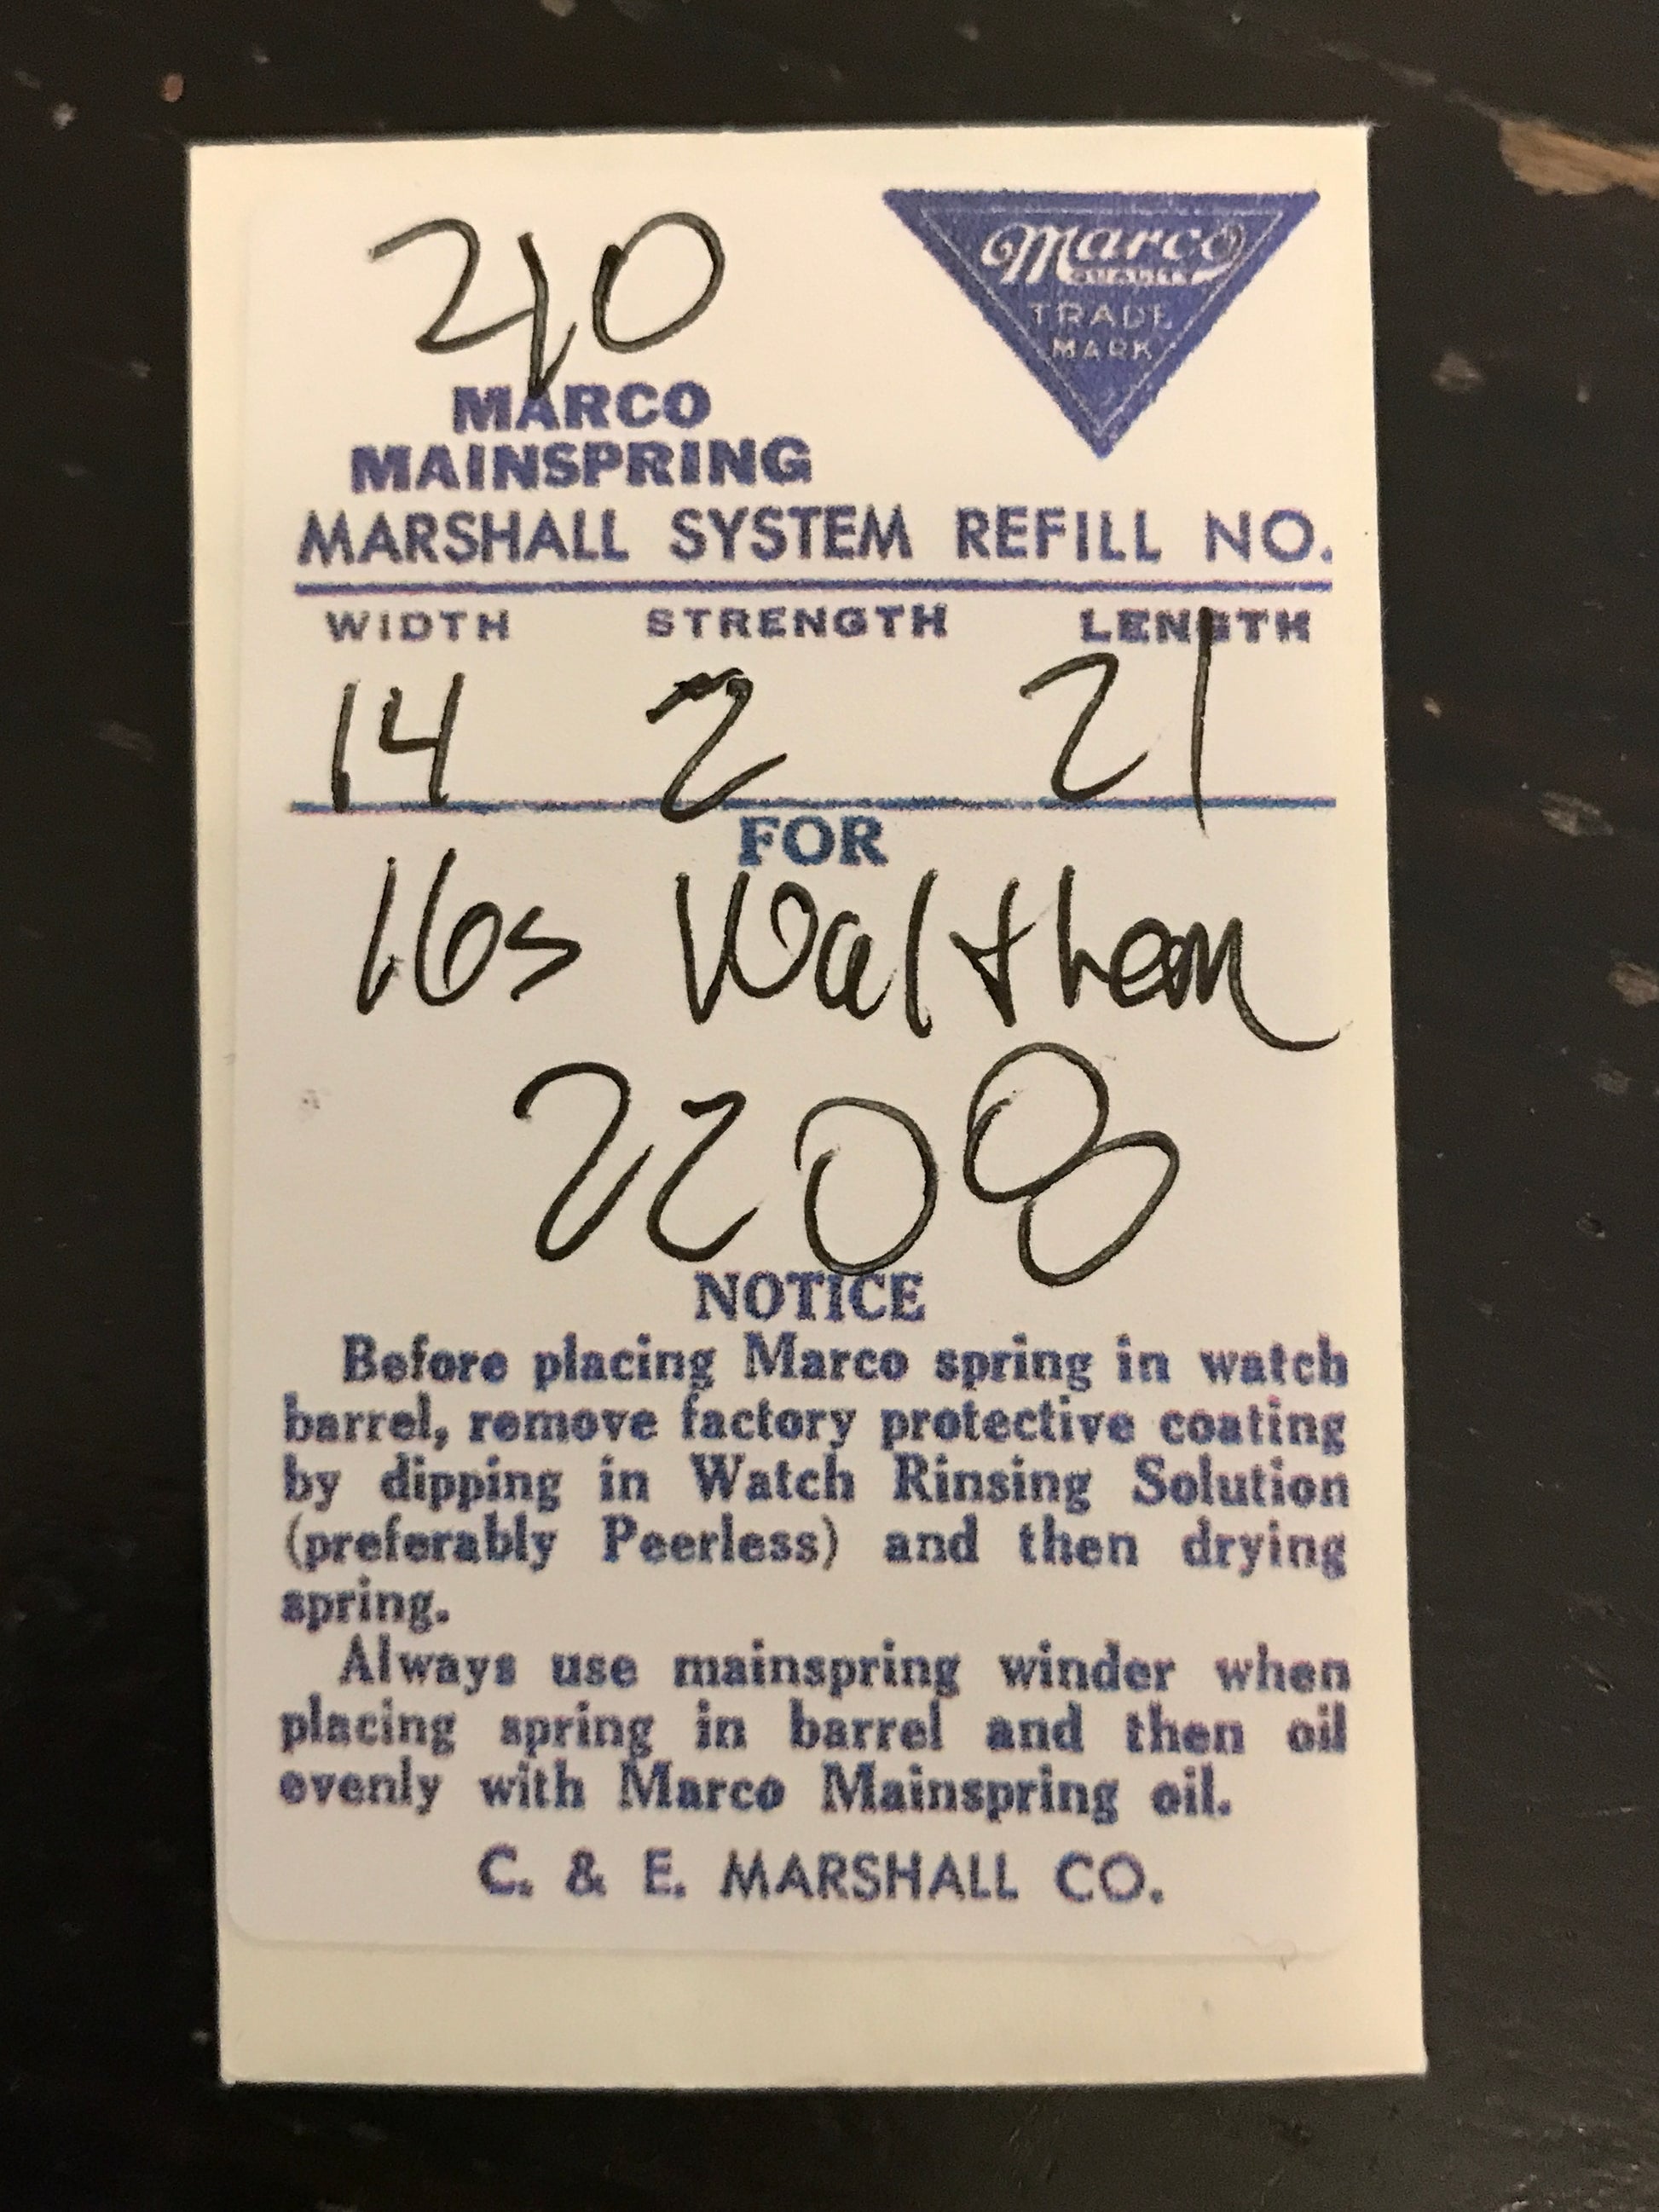 210
Marco
TRADE
MARK
MARCO
MAINSPRING
MARSHALL SYSTEM REFILL NO.
WIDTH STRENGTH LENGTH
14 2 21
FOR
16s Waltham
2208
NOTICE
Before placing Marco spring in watch
barrel, remove factory protective coating
by dipping in Watch Rinsing Solution
(preferably Peerless) and then drying
spring.
Always use mainspring winder when
placing spring in barrel and then oil
evenly with Marco Mainspring oil.
C. & E. MARSHALL CO.